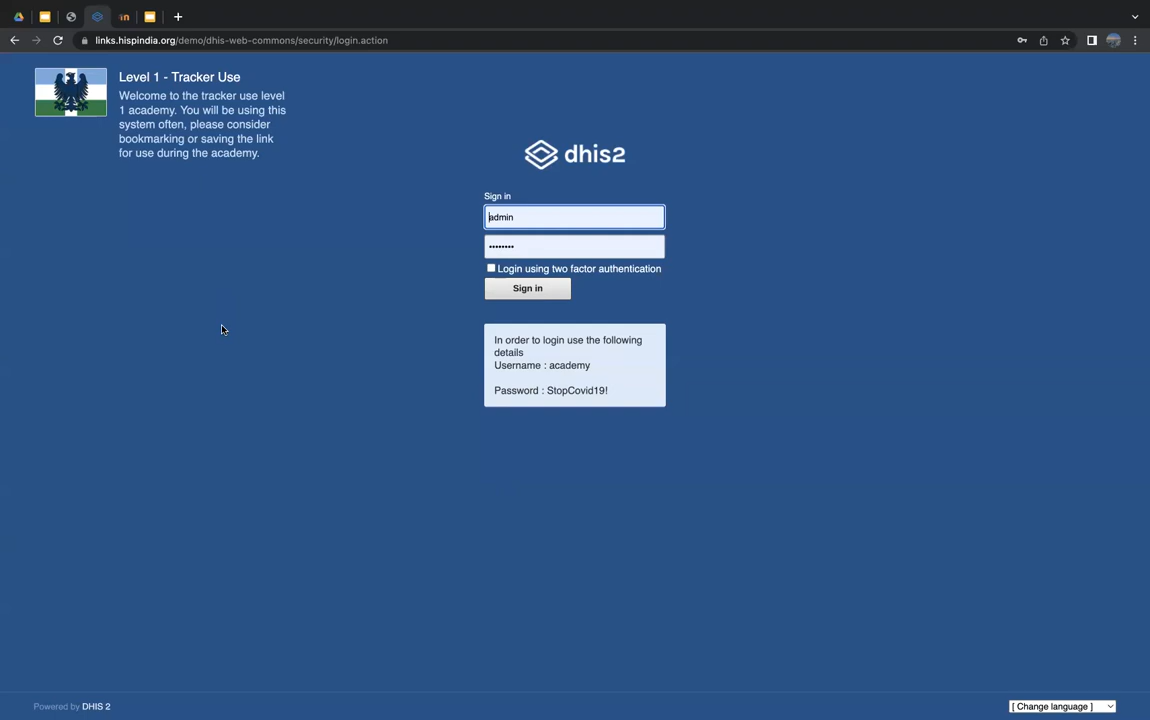 in
links.hispindia.org/demo/dhis-web-commons/security/login.action
Level 1 - Tracker Use
Welcome to the tracker use level
1 academy. You will be using this
system often, please consider
bookmarking or saving the link
for use during the academy.
dhis2
Sign in
admin
••••••••
Login using two factor authentication
Sign in
In order to login use the following
details
Username : academy
Password : StopCovid19!
Powered by DHIS 2
[ Change language ]